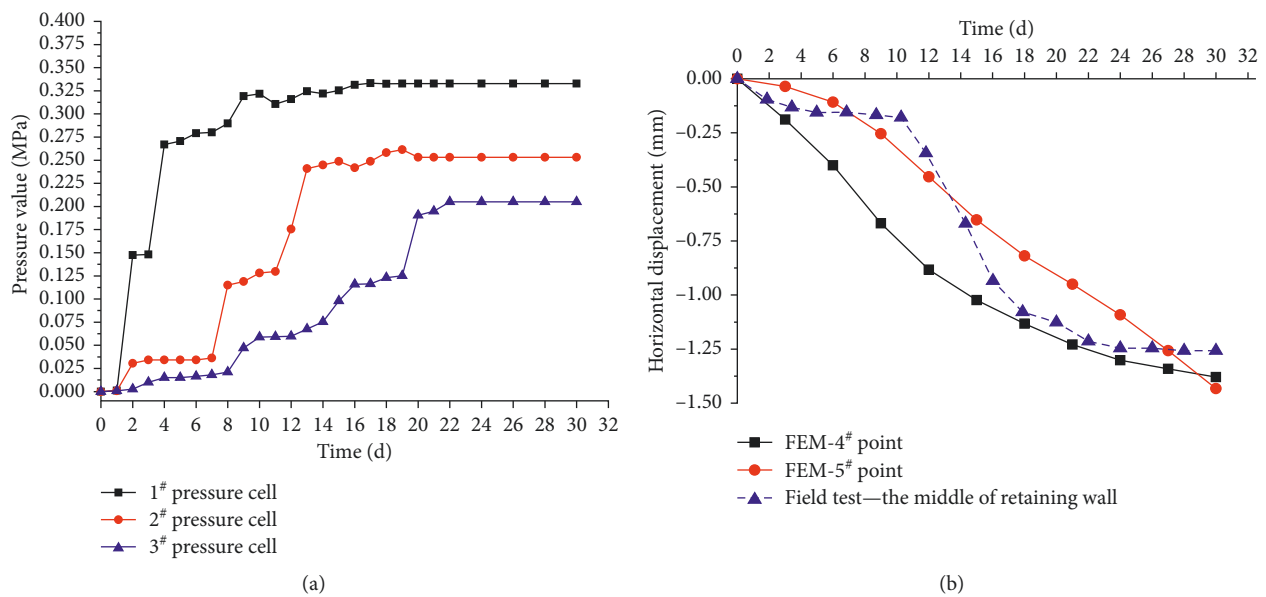 0.400
0.375
0.350
0.325
0.300
0.275
0.250
0.225
0.200
0.175
0.150
0.125
0.100
0.075
0.050
0.025
0.000
Pressure value (MPa)
0 2 4 6 8 10 12 14 16 18 20 22 24 26 28 30 32
Time (d)
1# pressure cell
2# pressure cell
3# pressure cell
(a)
Time (d)
0 2 4 6 8 10 12 14 16 18 20 22 24 26 28 30 32
0.00
−0.25
−0.50
−0.75
−1.00
−1.25
−1.50
Horizontal displacement (mm)
FEM-4# point
FEM-5# point
Field test—the middle of retaining wall
(b)